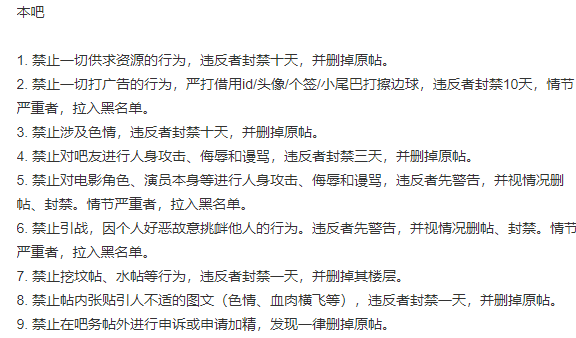 本吧
1. 禁止一切供求资源的行为，违反者封禁十天，并删掉原帖。
2. 禁止一切打广告的行为，严打借用id/头像/个签/小尾巴打擦边球，违反者封禁10天，情节
严重者，拉入黑名单。
3. 禁止涉及色情，违反者封禁十天，并删掉原帖。
4. 禁止对吧友进行人身攻击、侮辱和谩骂，违反者封禁三天，并删掉原帖。
5. 禁止对电影角色、演员本身等进行人身攻击、侮辱和谩骂，违反者先警告，并视情况删
帖、封禁。情节严重者，拉入黑名单。
6. 禁止引战，因个人好恶故意挑衅他人的行为。违反者先警告，并视情况删帖、封禁。情节
严重者，拉入黑名单。
7. 禁止挖坟帖、水帖等行为，违反者封禁一天，并删掉其楼层。
8. 禁止帖内张贴引人不适的图文（色情、血肉横飞等），违反者封禁一天，并删掉原帖。
9. 禁止在吧务帖外进行申诉或申请加精，发现一律删掉原帖。